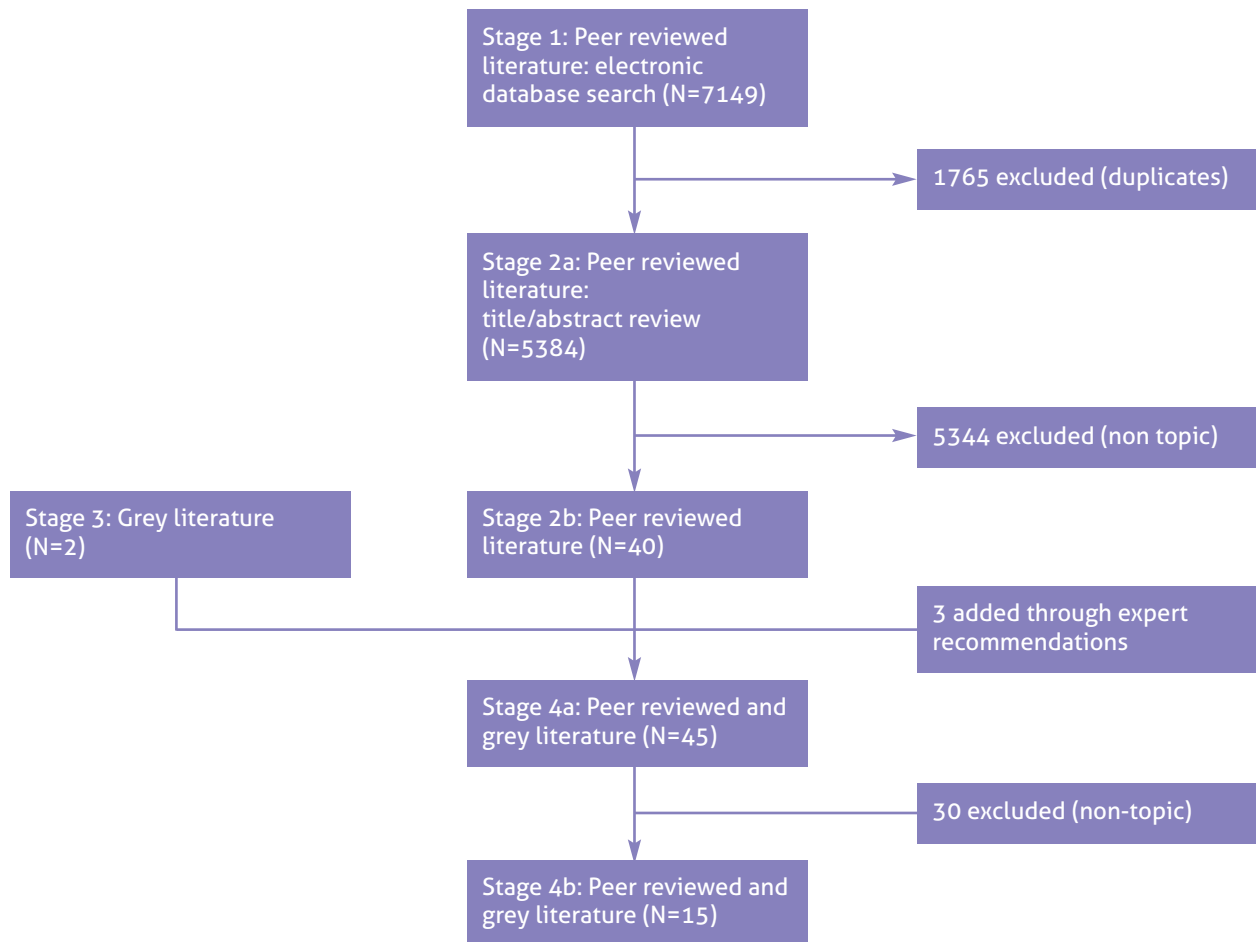 Stage 1: Peer reviewed
literature: electronic
database search (N=7149)
1765 excluded (duplicates)
Stage 2a: Peer reviewed
literature:
title/abstract review
(N=5384)
5344 excluded (non topic)
Stage 3: Grey literature
(N=2)
Stage 2b: Peer reviewed
literature (N=40)
3 added through expert
recommendations
Stage 4a: Peer reviewed and
grey literature (N=45)
30 excluded (non-topic)
Stage 4b: Peer reviewed and
grey literature (N=15)